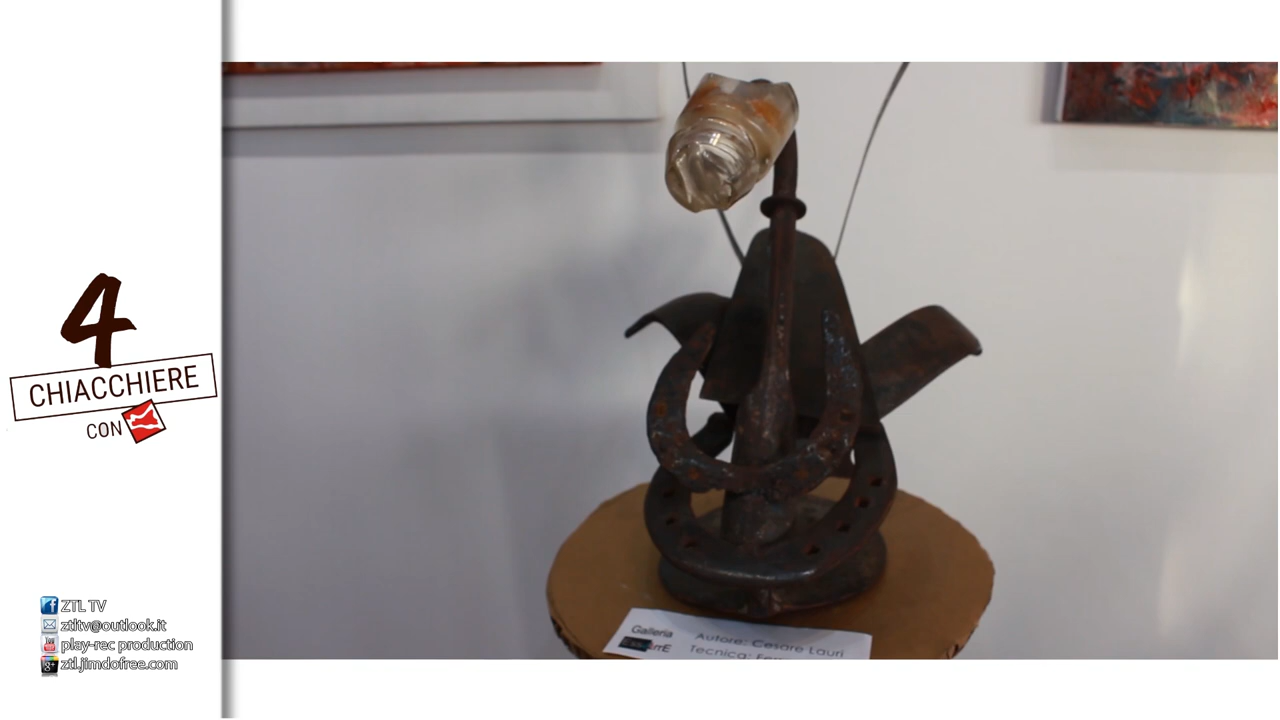 4
CHIACCHIERE
CON
ZTL TV
ztltv@outlook.it
play-rec production
ztl.jimdofree.com
Galleria
Autore: Cesare Lauri
Tecnica: